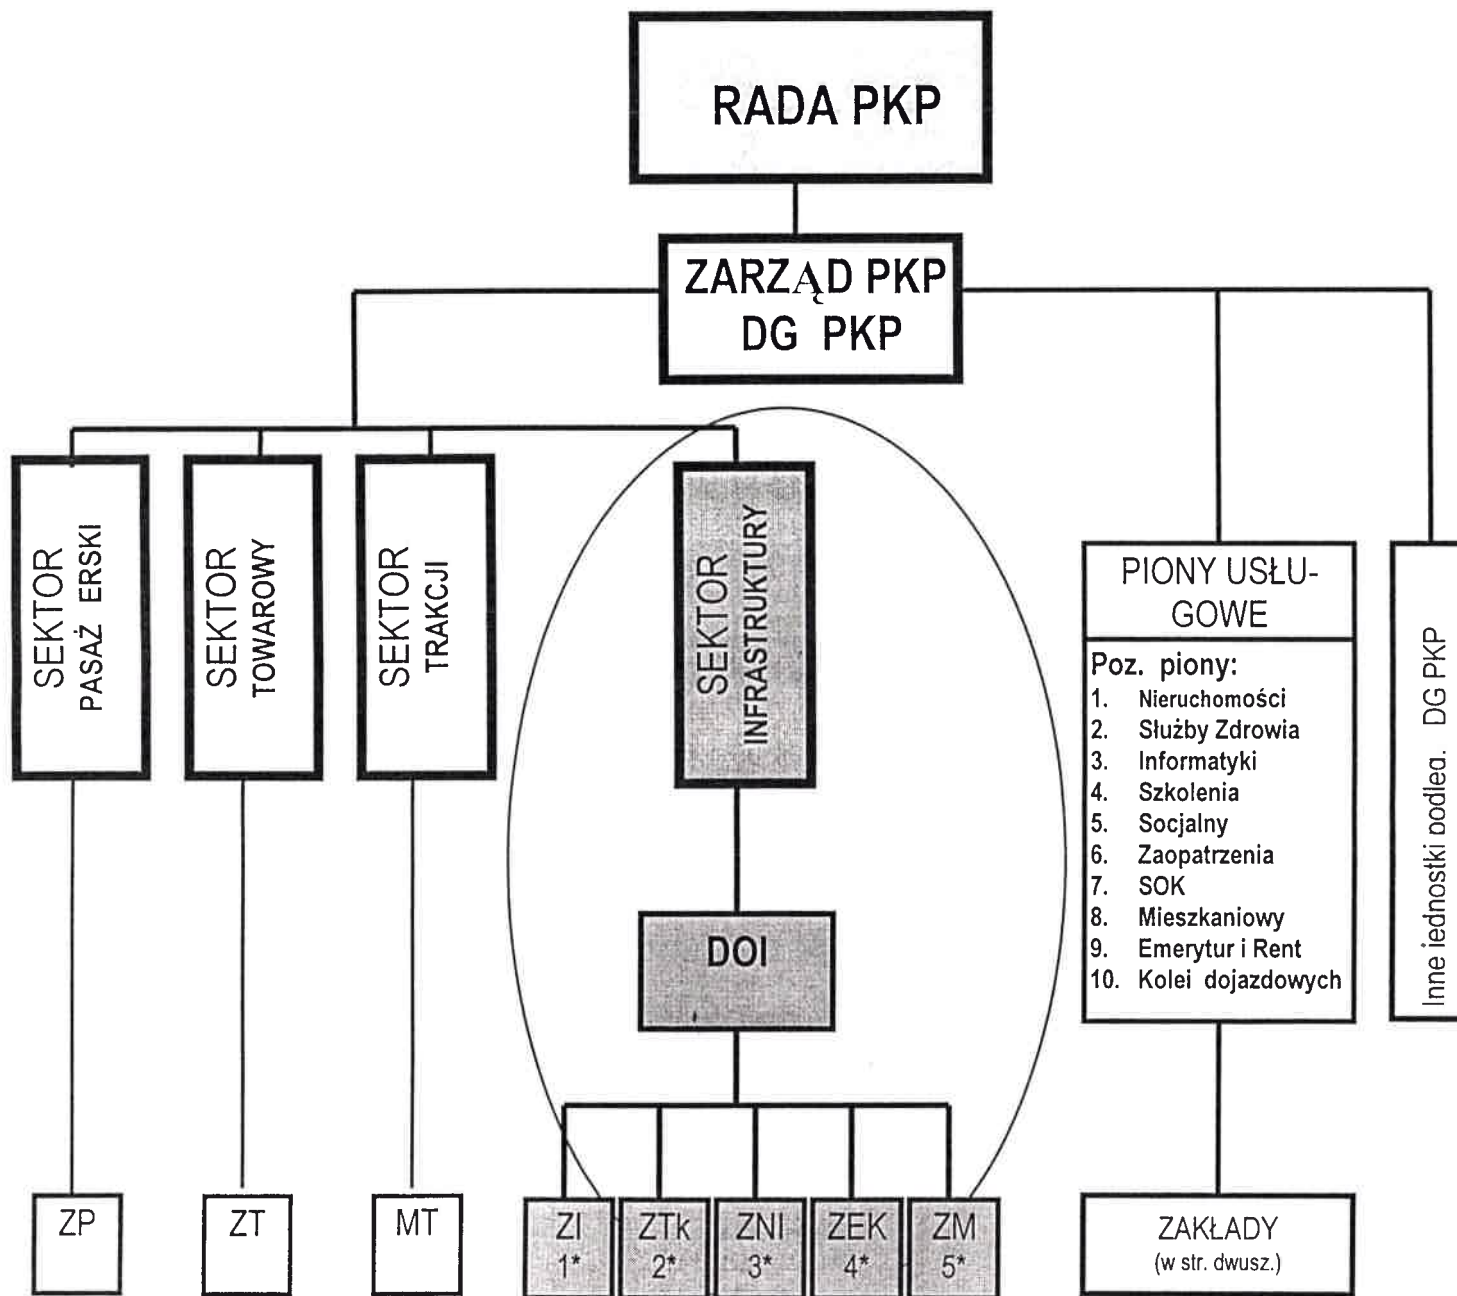 RADA PKP
ZARZĄD PKP
DG PKP
SEKTOR
PASAŻ ERSKI
SEKTOR
TOWAROWY
SEKTOR
TRAKCJI
SEKTOR
INFRASTRUKTURY
PIONY USŁU-
GOWE
Poz. piony:
1. Nieruchomości
2. Służby Zdrowia
3. Informatyki
4. Szkolenia
5. Socjalny
6. Zaopatrzenia
7. SOK
8. Mieszkaniowy
9. Emerytur i Rent
10. Kolei dojazdowych
Inne jednostki podleg. DG PKP
DOI
ZP
ZT
MT
ZI
1*
ZTk
2*
ZNI
3*
ZEK
4*
ZM
5*
ZAKŁADY
(w str. dwusz.)